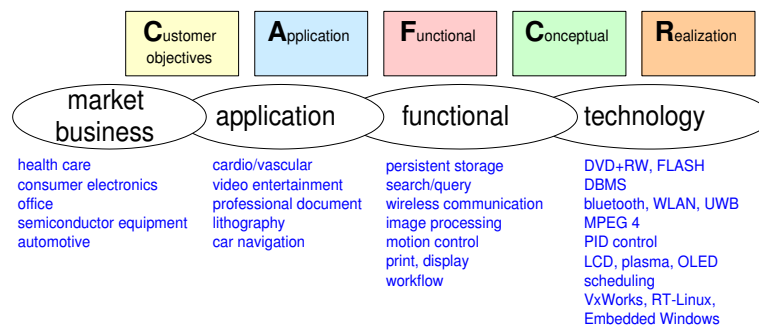 Customer objectives
Application
Functional
Conceptual
Realization
market business
application
functional
technology
health care
consumer electronics
office
semiconductor equipment
automotive
cardio/vascular
video entertainment
professional document
lithography
car navigation
persistent storage
search/query
wireless communication
image processing
motion control
print, display
workflow
DVD+RW, FLASH
DBMS
bluetooth, WLAN, UWB
MPEG 4
PID control
LCD, plasma, OLED
scheduling
VxWorks, RT-Linux,
Embedded Windows